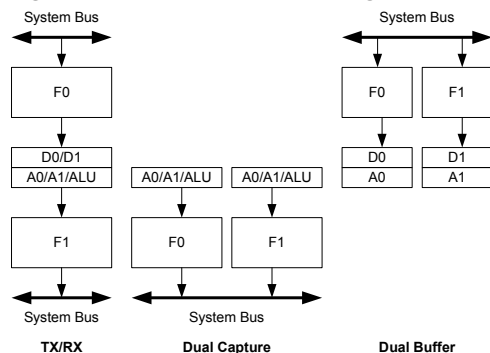 System Bus
System Bus
F0
F0
F1
D0/D1
D0
D1
A0/A1/ALU
A0/A1/ALU
A0/A1/ALU
A0
A1
F1
F0
F1
System Bus
System Bus
TX/RX
Dual Capture
Dual Buffer